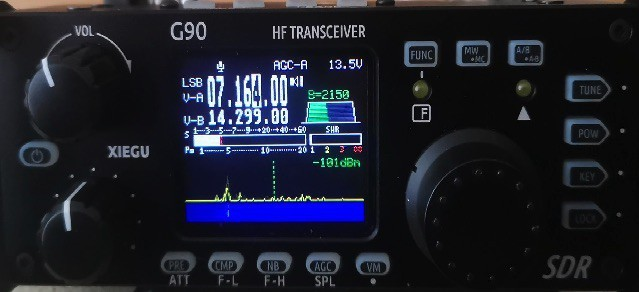 VOL
G90 HF TRANSCEIVER
AGC-A 13.5V
LSB
V-A 07.164.00
B=2150
V-B 14.299.00
S 1--3--5--7--9--+20--+40--+60 SWR
Po 1---5----10----20 1 2 3 ∞
-101dBm
XIEGU
FUNC
MW
•MC
A/B
•A=B
F
TUNE
POW
KEY
LOCK
PRE CMP NB AGC VM
ATT F-L F-H SPL
SDR